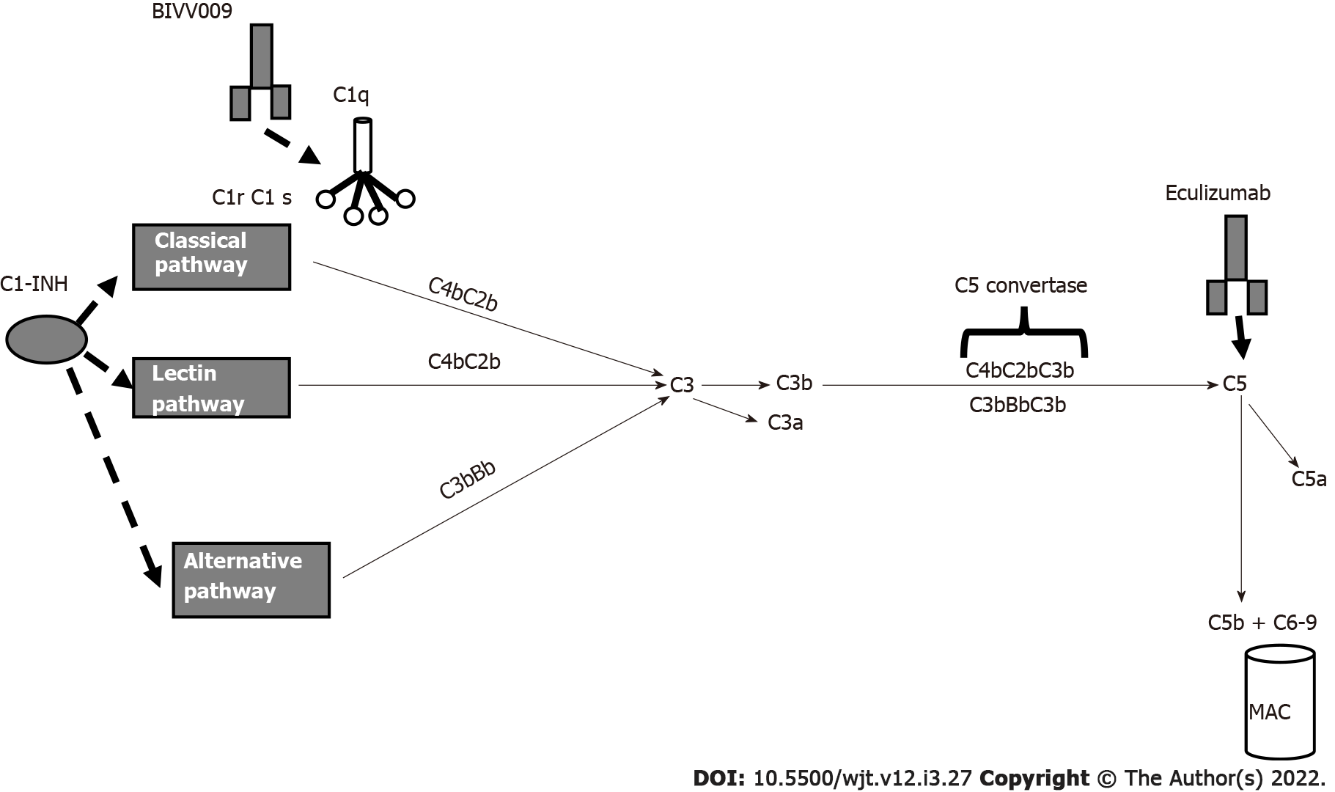 BIVV009
C1q
C1r C1 s
Eculizumab
Classical
pathway
C1-INH
C4bC2b
C5 convertase
Lectin
pathway
C4bC2b
C3
C3b
C4bC2bC3b
C3bBbC3b
C5
C3a
C3bBb
C5a
Alternative
pathway
C5b + C6-9
MAC
DOI: 10.5500/wjt.v12.i3.27 Copyright © The Author(s) 2022.